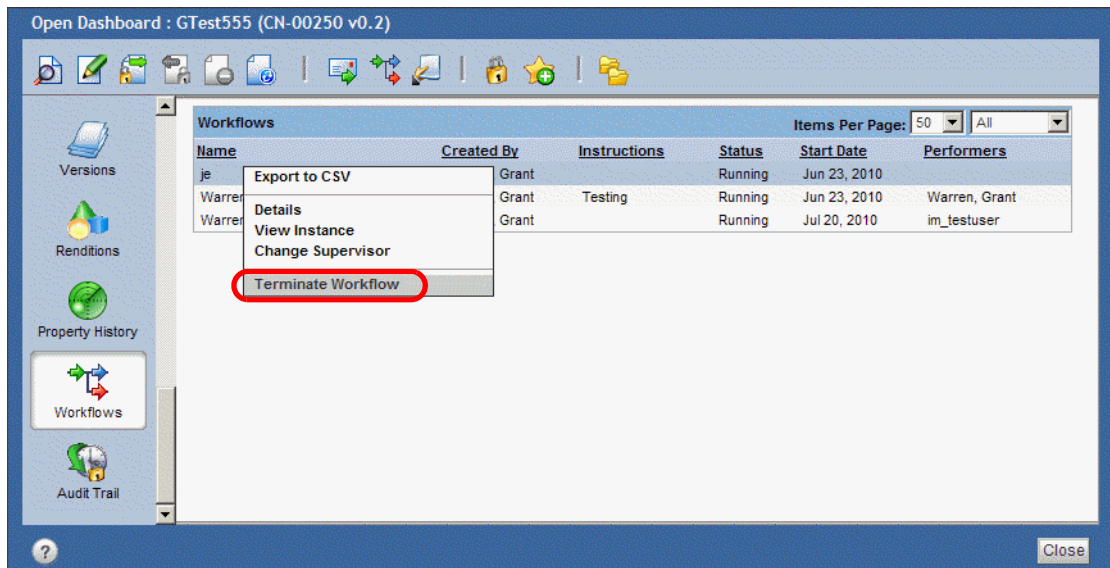 Open Dashboard : GTest555 (CN-00250 v0.2)
Versions
Renditions
Property History
Workflows
Audit Trail
Workflows Items Per Page: 50 All
Name Created By Instructions Status Start Date Performers
je Grant Running Jun 23, 2010
Warren Grant Testing Running Jun 23, 2010 Warren, Grant
Warren Grant Running Jul 20, 2010 im_testuser
Export to CSV
Details
View Instance
Change Supervisor
Terminate Workflow
?
Close